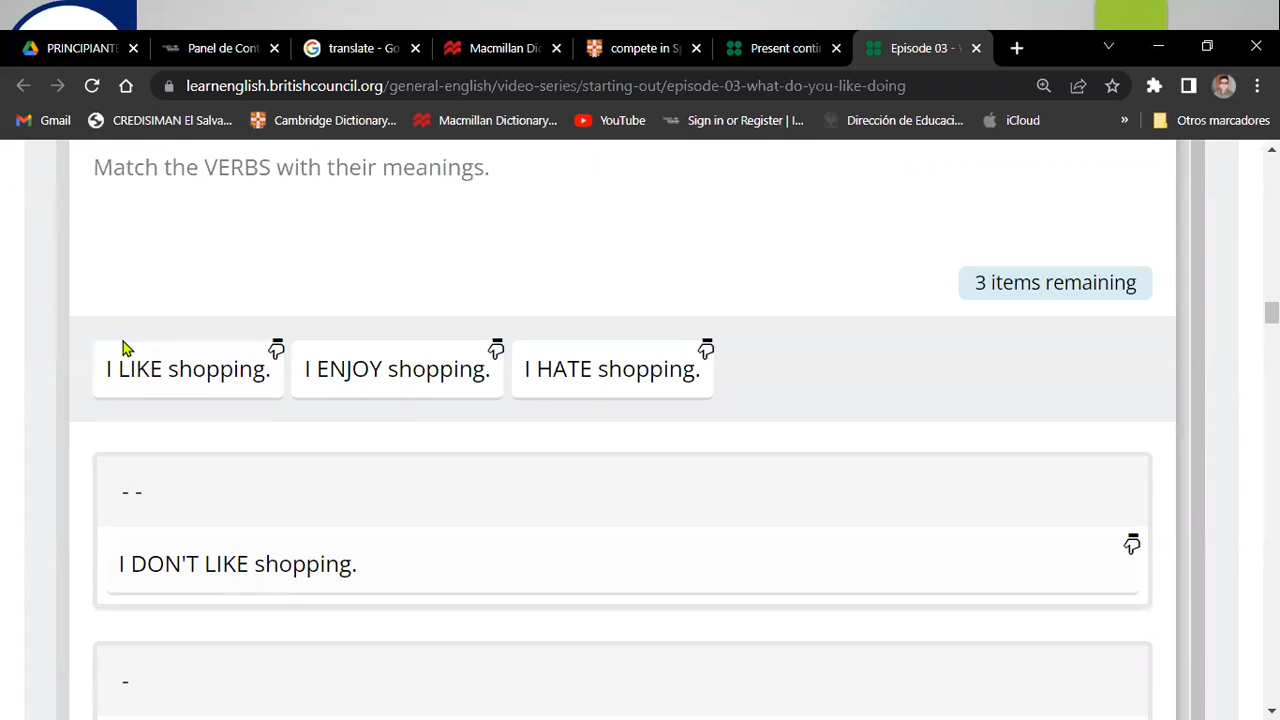 PRINCIPIANTE
Panel de Con
translate - Go
Macmillan Dic
compete in Sp
Present conti
Episode 03 -
learnenglish.britishcouncil.org/general-english/video-series/starting-out/episode-03-what-do-you-like-doing
Gmail
CREDISIMAN El Salva...
Cambridge Dictionary...
Macmillan Dictionary...
YouTube
Sign in or Register | I...
Dirección de Educaci...
iCloud
»
Otros marcadores
Match the VERBS with their meanings.
3 items remaining
I LIKE shopping.
I ENJOY shopping.
I HATE shopping.
- -
I DON'T LIKE shopping.
-